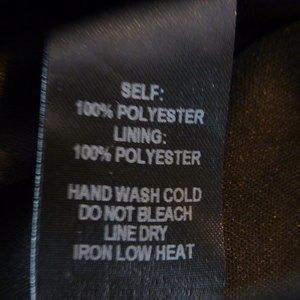 SELF:
100% POLYESTER
LINING:
100% POLYESTER
HAND WASH COLD
DO NOT BLEACH
LINE DRY
IRON LOW HEAT